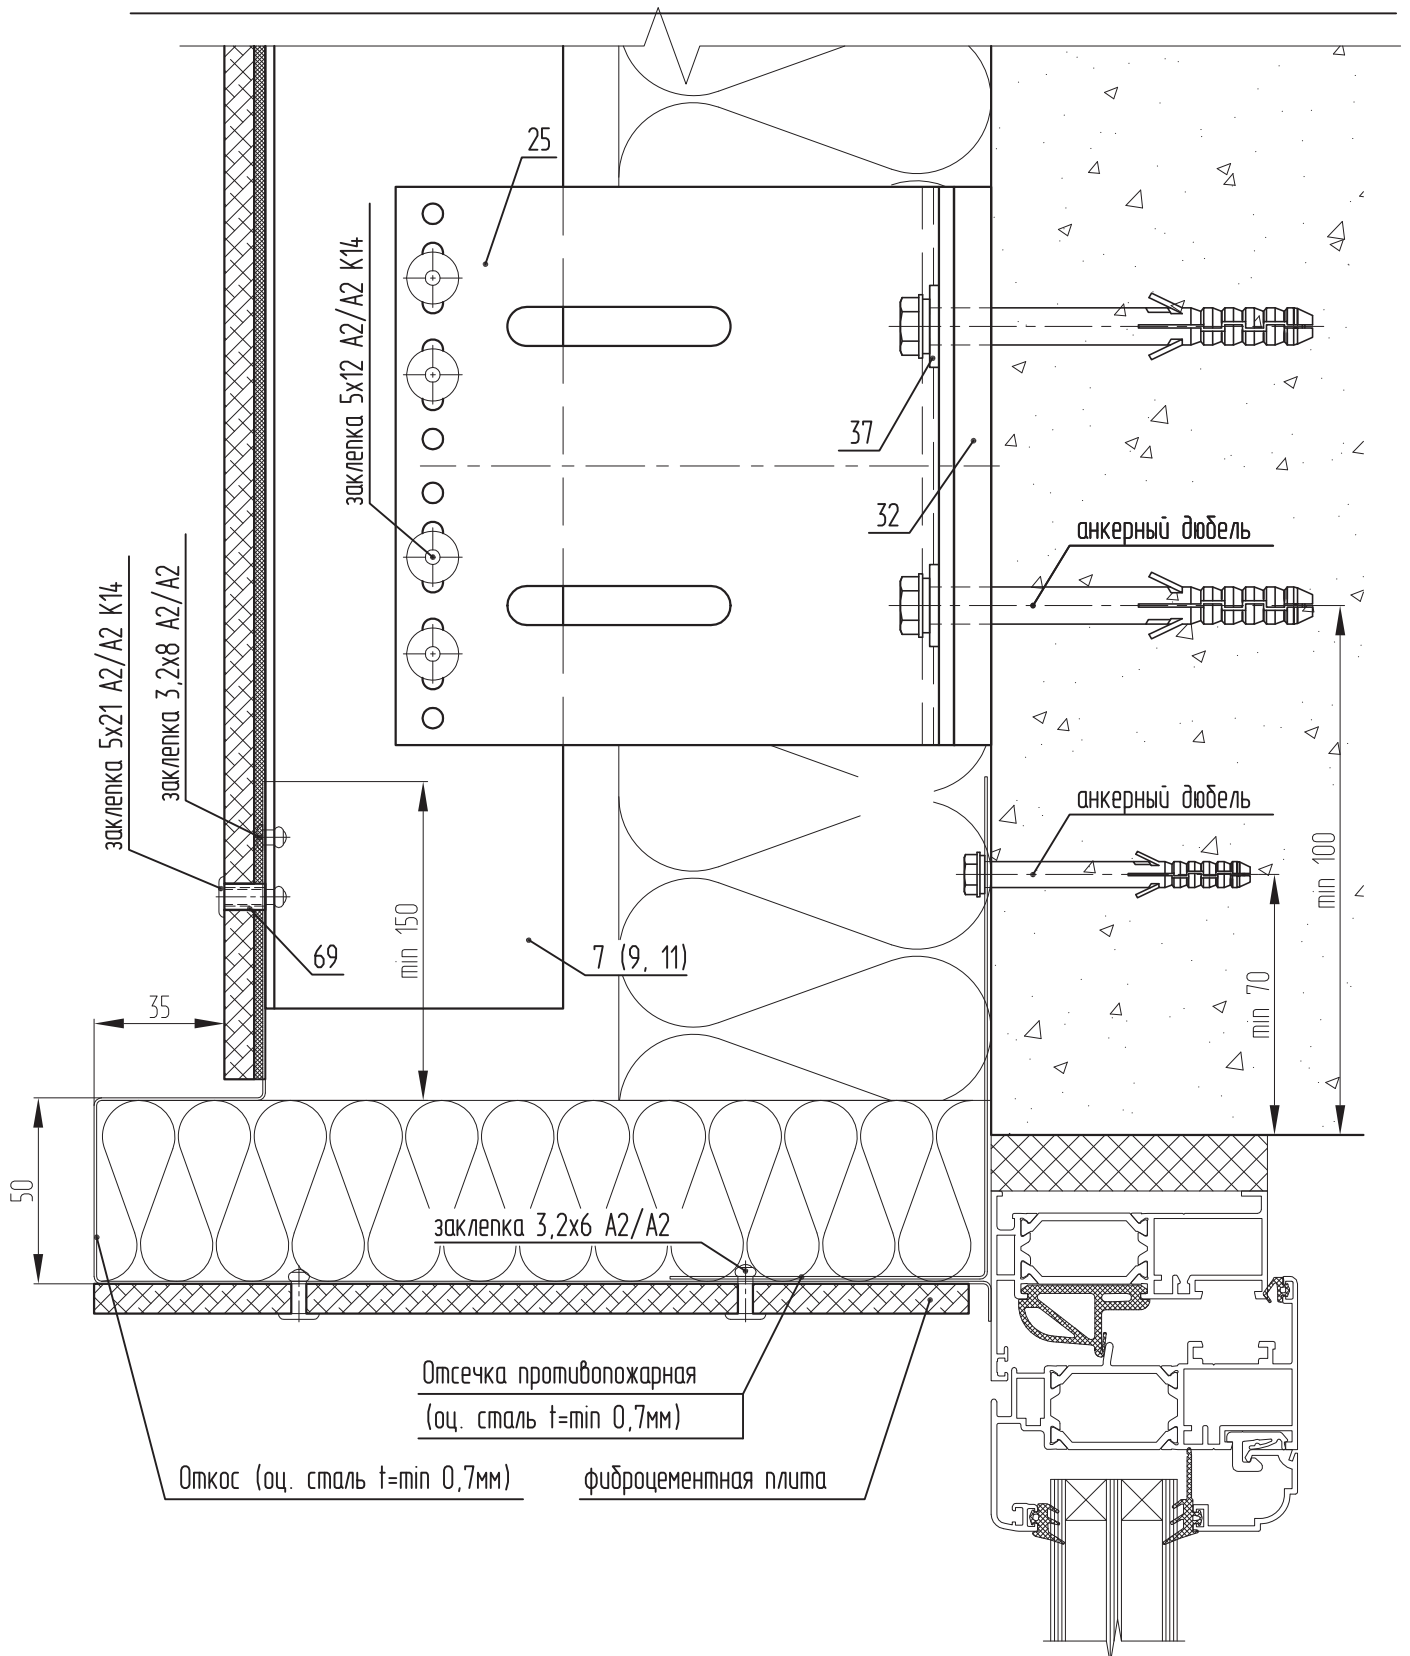 25
заклепка 5х12 А2/А2 К14
37
32
анкерный дюбель
заклепка 5х21 А2/А2 К14
заклепка 3,2х8 А2/А2
анкерный дюбель
min 100
min 150
69
7 (9, 11)
35
min 70
50
заклепка 3,2х6 А2/А2
Отсечка противопожарная
(оц. сталь t=min 0,7мм)
Откос (оц. сталь t=min 0,7мм)
фиброцементная плита